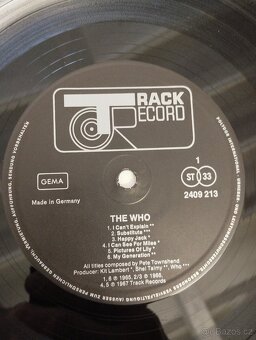 TRACK
RECORD
GEMA
Made in Germany
1
ST 33
2409 213
THE WHO
1. I Can't Explain **
2. Substitute ***
3. Happy Jack *
4. I Can See For Miles *
5. Pictures Of Lily *
6. My Generation **
All titles composed by Pete Townshend
Producer: Kit Lambert *, Shel Talmy **, Who ***
1, 6 ℗ 1965, 2/3 ℗ 1966,
4, 5 ℗ 1967 Track Records